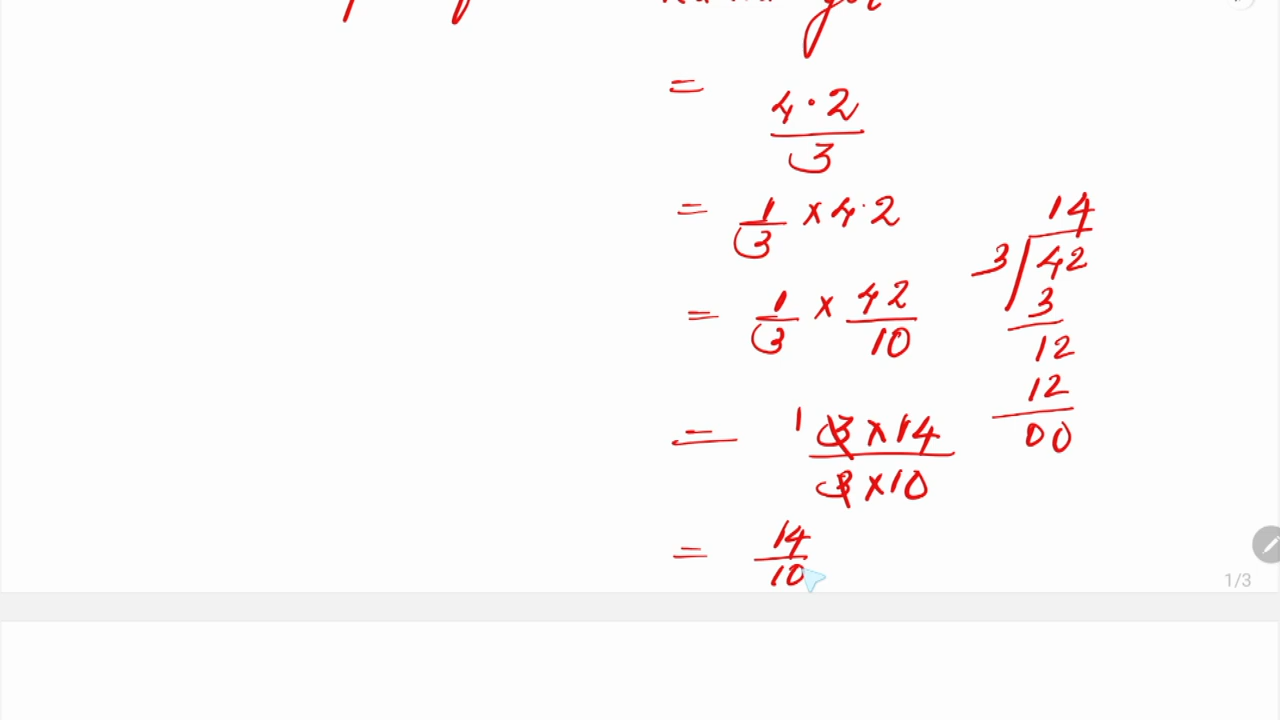 = 4.2
3
= 1/3 × 4.2
= 1/3 × 42/10
= 1 3 × 14
3 × 10
= 14/10
14
3 42
3
12
12
00
1/3